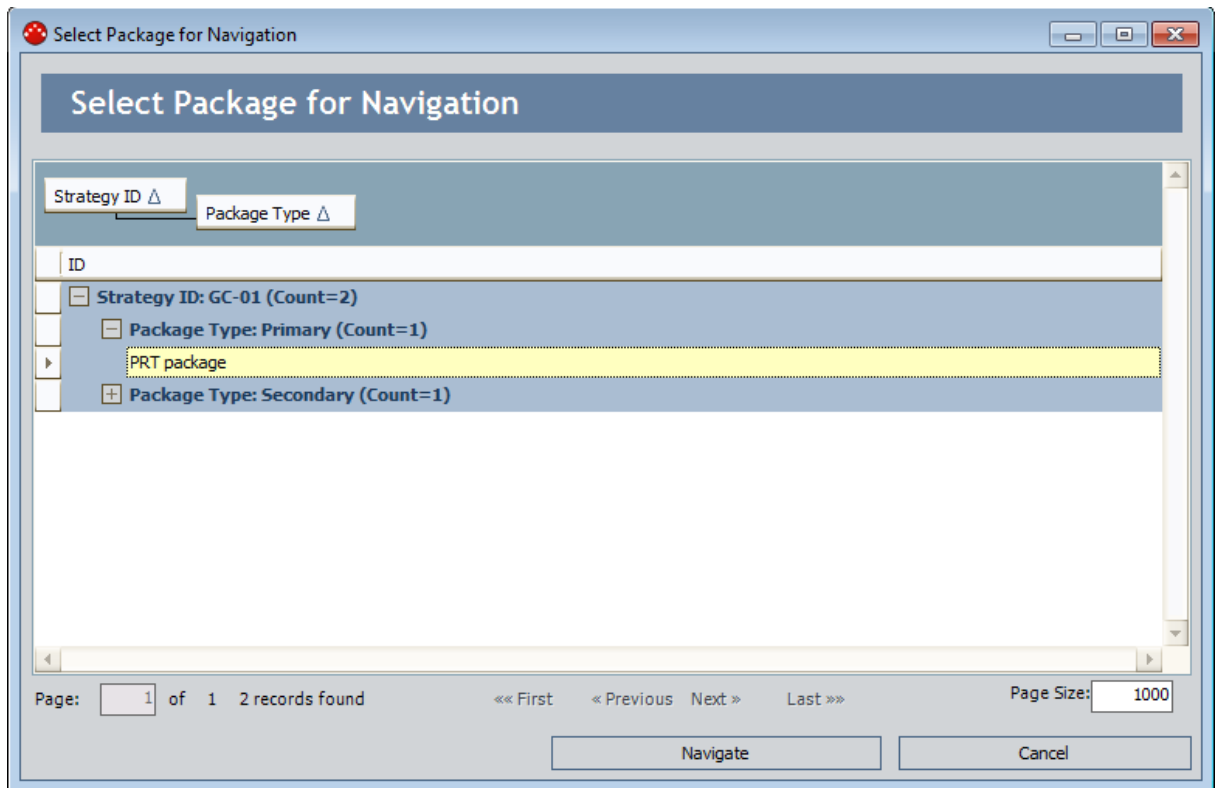 Select Package for Navigation
Select Package for Navigation
Strategy ID △
Package Type △
ID
Strategy ID: GC-01 (Count=2)
Package Type: Primary (Count=1)
PRT package
Package Type: Secondary (Count=1)
Page: 1 of 1 2 records found «« First « Previous Next » Last »» Page Size: 1000
Navigate Cancel